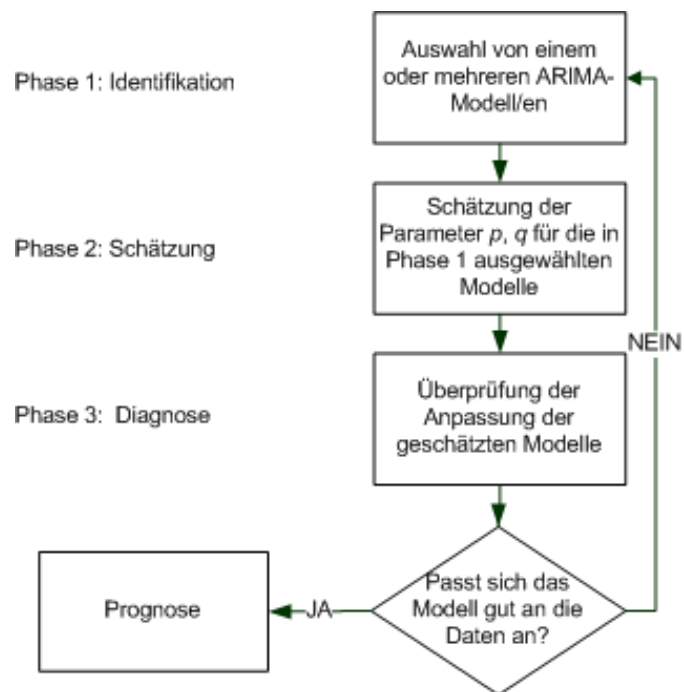 Phase 1: Identifikation
Auswahl von einem
oder mehreren ARIMA-
Modell/en
Phase 2: Schätzung
Schätzung der
Parameter p, q für die in
Phase 1 ausgewählten
Modelle
NEIN
Phase 3:  Diagnose
Überprüfung der
Anpassung der
geschätzten Modelle
Passt sich das
Modell gut an die
Daten an?
JA
Prognose